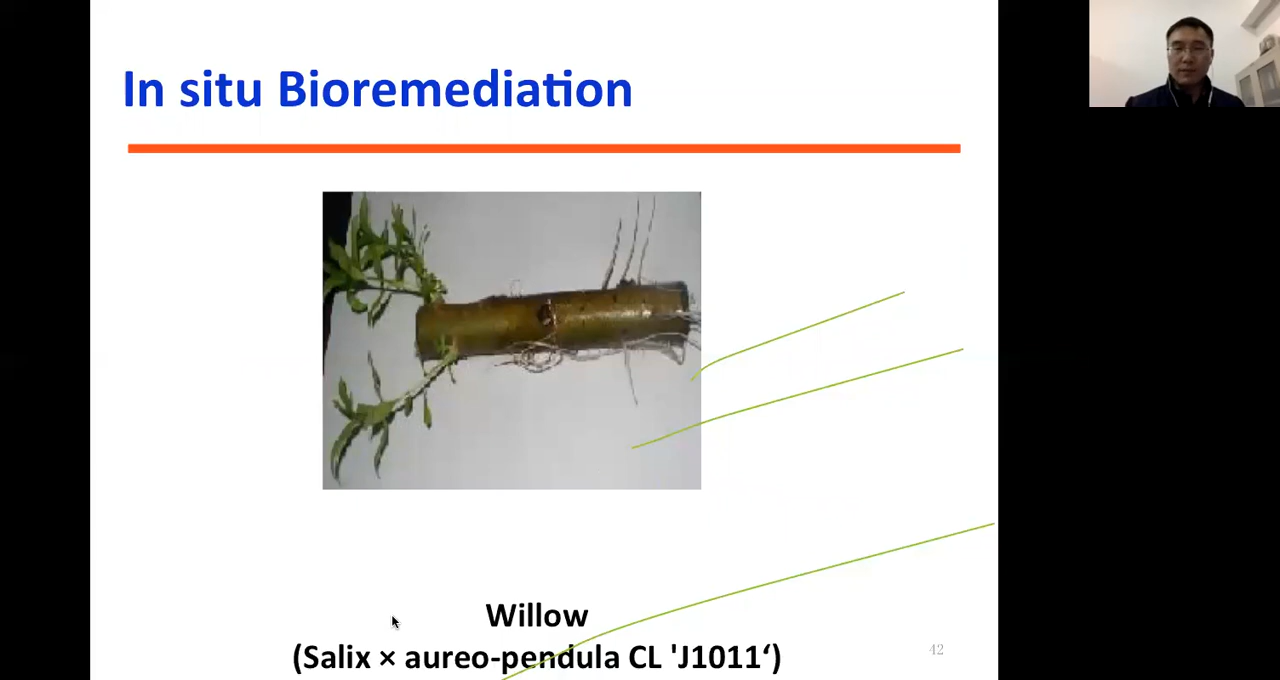 In situ Bioremediation
Willow
(Salix × aureo-pendula CL 'J1011‘)
42